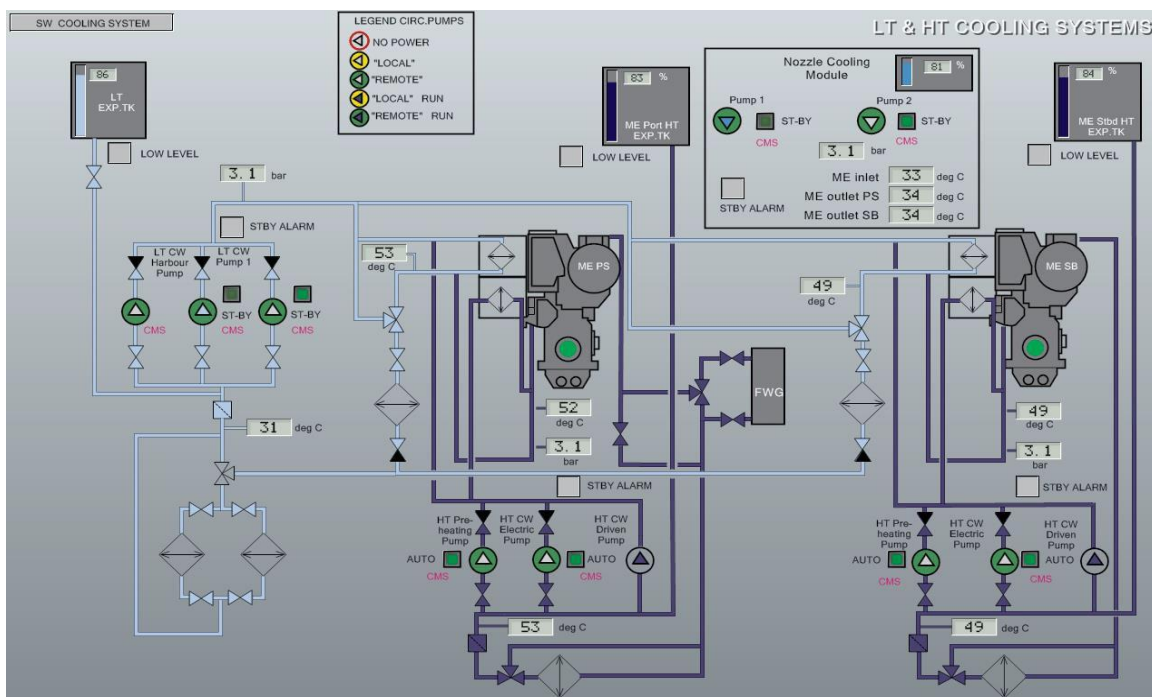 SW COOLING SYSTEM
LT & HT COOLING SYSTEMS
LEGEND CIRC.PUMPS
NO POWER
"LOCAL"
"REMOTE"
"LOCAL" RUN
"REMOTE" RUN
86 %
LT
EXP.TK
LOW LEVEL
3.1 bar
STBY ALARM
LT CW
Harbour
Pump
LT CW
Pump 1
CMS
ST-BY
CMS
ST-BY
CMS
31 deg C
83 %
ME Port HT
EXP.TK
LOW LEVEL
Nozzle Cooling
Module
81 %
Pump 1
ST-BY
CMS
Pump 2
ST-BY
CMS
3.1 bar
STBY ALARM
ME inlet 33 deg C
ME outlet PS 34 deg C
ME outlet SB 34 deg C
84 %
ME Stbd HT
EXP.TK
LOW LEVEL
53
deg C
ME PS
52
deg C
3.1
bar
STBY ALARM
FWG
HT Pre-
heating
Pump
HT CW
Electric
Pump
HT CW
Driven
Pump
AUTO
CMS
CMS
AUTO
53 deg C
49
deg C
ME SB
49
deg C
3.1
bar
STBY ALARM
HT Pre-
heating
Pump
HT CW
Electric
Pump
HT CW
Driven
Pump
AUTO
CMS
CMS
AUTO
49 deg C